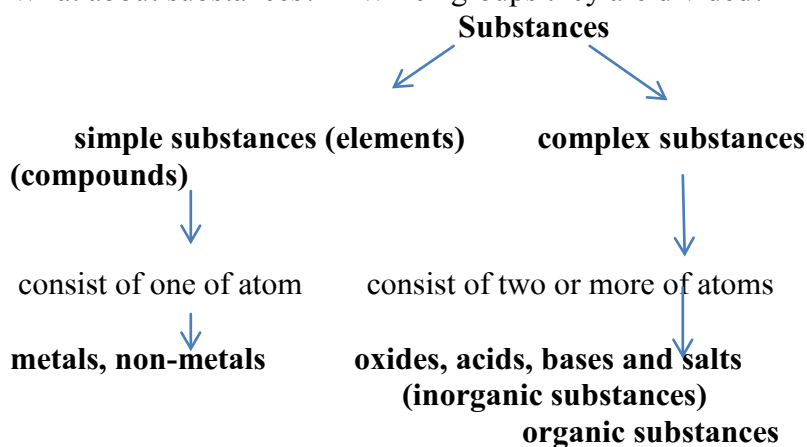 Substances
simple substances (elements) complex substances
(compounds)
consist of one of atom consist of two or more of atoms
metals, non-metals oxides, acids, bases and salts
(inorganic substances)
organic substances